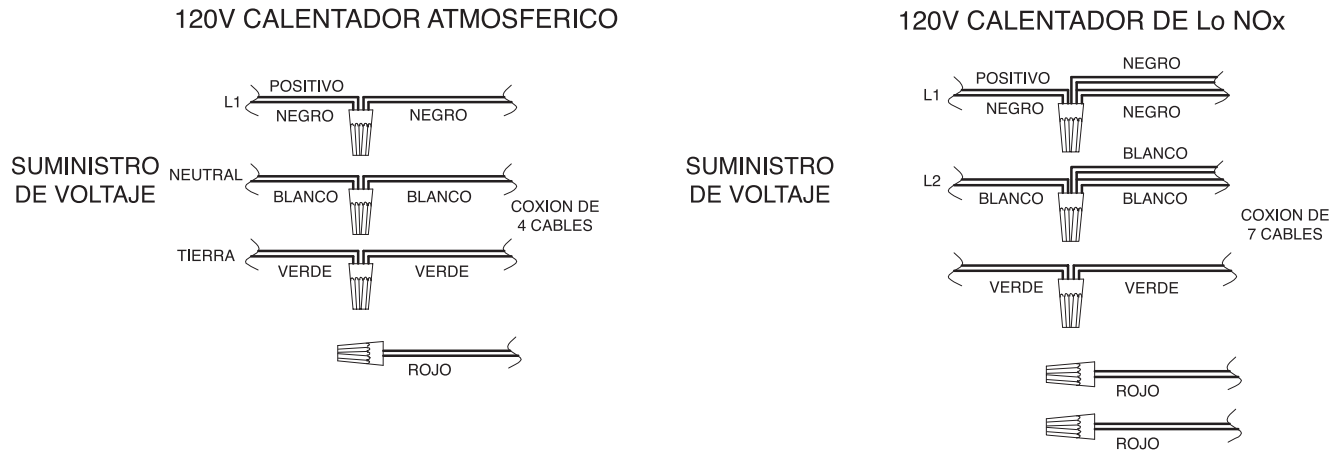 120V CALENTADOR ATMOSFERICO
POSITIVO
L1
NEGRO
NEGRO
SUMINISTRO
DE VOLTAJE
NEUTRAL
BLANCO
BLANCO
COXION DE
4 CABLES
TIERRA
VERDE
VERDE
ROJO
120V CALENTADOR DE Lo NOx
NEGRO
POSITIVO
L1
NEGRO
NEGRO
SUMINISTRO
DE VOLTAJE
BLANCO
L2
BLANCO
BLANCO
COXION DE
7 CABLES
VERDE
VERDE
ROJO
ROJO